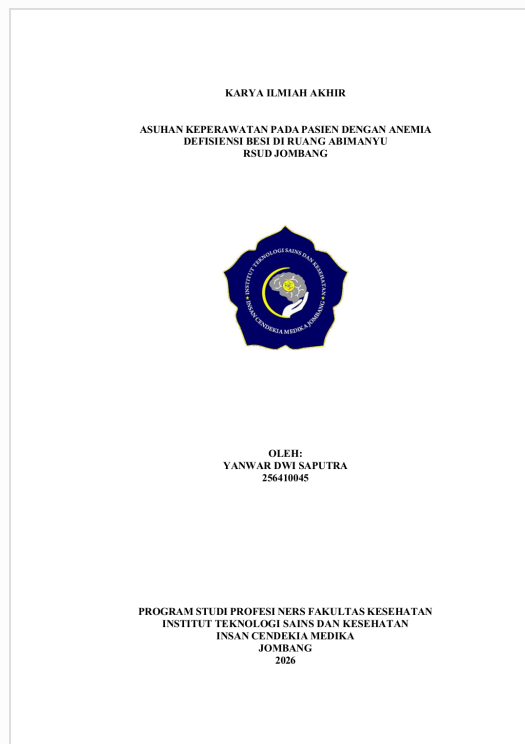 KARYA ILMIAH AKHIR
ASUHAN KEPERAWATAN PADA PASIEN DENGAN ANEMIA
DEFISIENSI BESI DI RUANG ABIMANYU
RSUD JOMBANG
INSTITUT TEKNOLOGI SAINS DAN KESEHATAN
INSAN CENDEKIA MEDIKA JOMBANG
OLEH:
YANWAR DWI SAPUTRA
256410045
PROGRAM STUDI PROFESI NERS FAKULTAS KESEHATAN
INSTITUT TEKNOLOGI SAINS DAN KESEHATAN
INSAN CENDEKIA MEDIKA
JOMBANG
2026